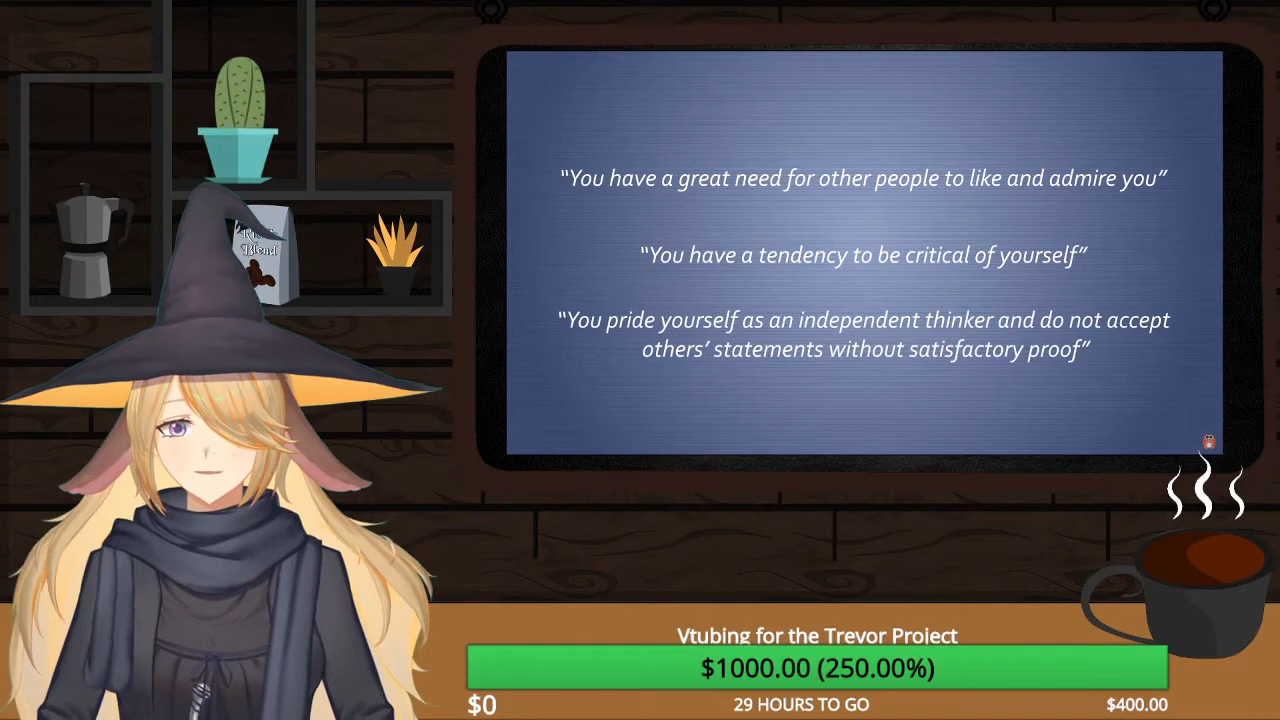 “You have a great need for other people to like and admire you”
“You have a tendency to be critical of yourself”
“You pride yourself as an independent thinker and do not accept
others’ statements without satisfactory proof”
Blend
Vtubing for the Trevor Project
$1000.00 (250.00%)
$0
29 HOURS TO GO
$400.00